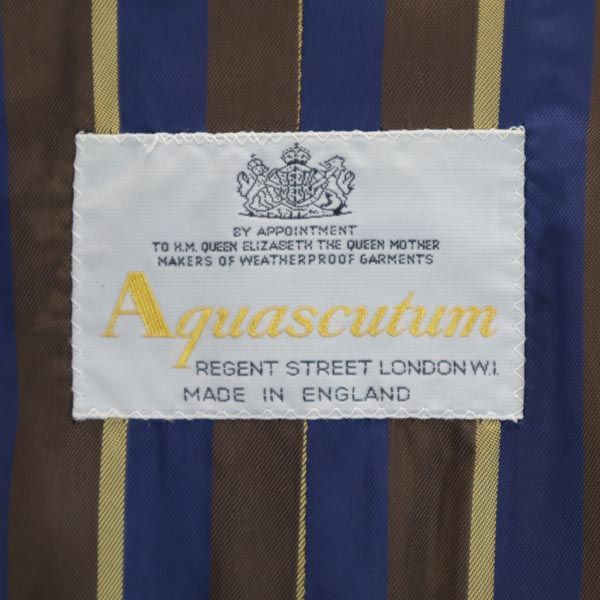 BY APPOINTMENT
TO H.M. QUEEN ELIZABETH THE QUEEN MOTHER
MAKERS OF WEATHERPROOF GARMENTS
Aquascutum
REGENT STREET LONDON W.I.
MADE IN ENGLAND